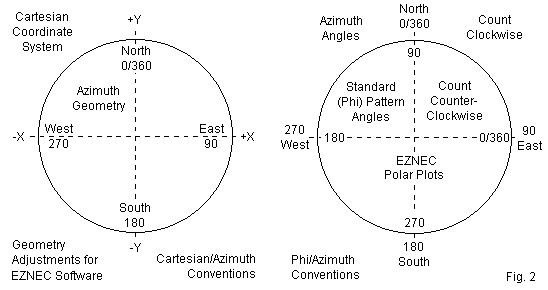 Cartesian
Coordinate
System
+Y
North
0/360
Azimuth
Geometry
-X
West
270
East
90
+X
South
180
-Y
Geometry
Adjustments for
EZNEC Software
Cartesian/Azimuth
Conventions
Azimuth
Angles
North
0/360
Count
Clockwise
90
Standard
(Phi) Pattern
Angles
Count
Counter-
Clockwise
270
West
180
0/360
90
East
EZNEC
Polar Plots
270
180
South
Phi/Azimuth
Conventions
Fig. 2